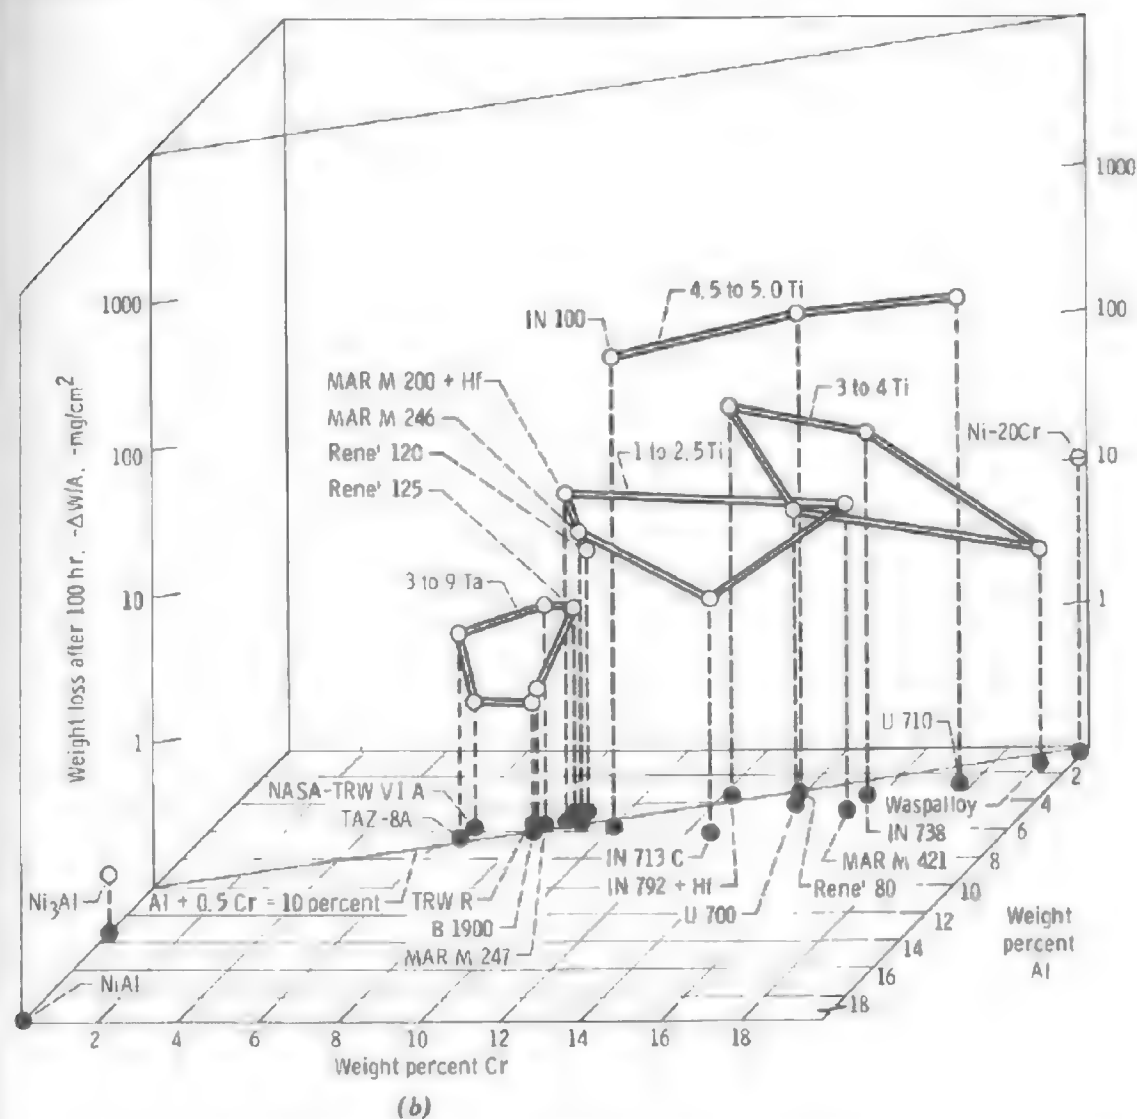 1000
1000
4.5 to 5.0 Ti
100
IN 100
MAR M 200 + Hf
3 to 4 Ti
MAR M 246
Ni-20Cr
Rene' 120
1 to 2.5 Ti
10
100
Rene' 125
Weight loss after 100 hr. -ΔW/A. -mg/cm²
3 to 9 Ta
10
1
U 710
1
2
NASA-TRW VI A
Waspalloy
4
TAZ-8A
IN 738
6
IN 713 C
MAR M 421
8
Ni3Al
Al + 0.5 Cr = 10 percent
TRW R
IN 792 + Hf
Rene' 80
10
B 1900
U 700
12
Weight
percent
Al
MAR M 247
14
NiAl
16
18
2
4
6
8
10
12
14
16
18
Weight percent Cr
(b)